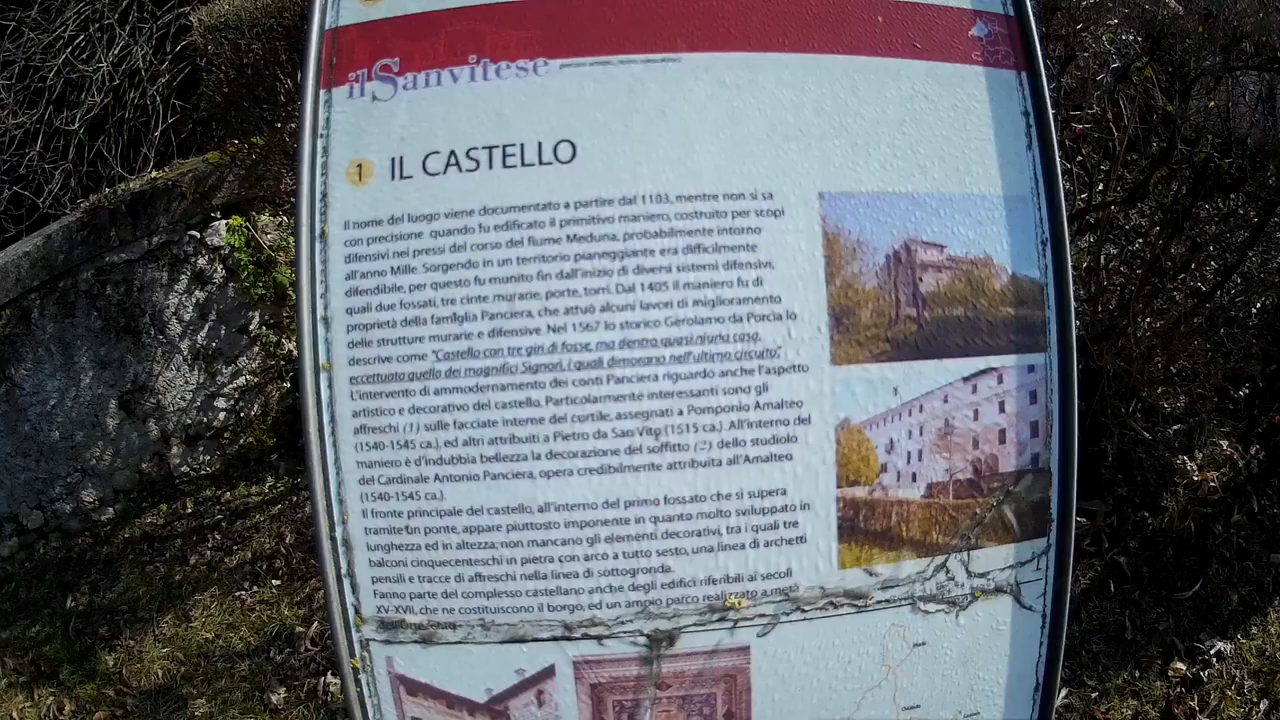 il Sanvitese
1 IL CASTELLO
Il nome del luogo viene documentato a partire dal 1103, mentre non si sa
con precisione quando fu edificato il primitivo maniero, costruito per scopi
difensivi nei pressi del corso del fiume Meduna, probabilmente intorno
all'anno Mille. Sorgendo in un territorio pianeggiante era difficilmente
difendibile, per questo fu munito fin dall'inizio di diversi sistemi difensivi,
quali due fossati, tre cinte murarie, porte, torri. Dal 1405 il maniero fu di
proprietà della famiglia Panciera, che attuò alcuni lavori di miglioramento
delle strutture murarie e difensive. Nel 1567 lo storico Gerolamo da Porcia lo
descrive come "Castello con tre giri di fosse, ma dentro quasi niuna casa,
eccettuata quella dei magnifici Signori, i quali dimorano nell'ultimo circuito".
L'intervento di ammodernamento dei conti Panciera riguardo anche l'aspetto
artistico e decorativo del castello. Particolarmente interessanti sono gli
affreschi (1) sulle facciate interne del cortile, assegnati a Pomponio Amalteo
(1540-1545 ca.), ed altri attribuiti a Pietro da San Vito (1515 ca.). All'interno del
maniero è d'indubbia bellezza la decorazione del soffitto (2) dello studiolo
del Cardinale Antonio Panciera, opera credibilmente attribuita all'Amalteo
(1540-1545 ca.).
Il fronte principale del castello, all'interno del primo fossato che si supera
tramite un ponte, appare piuttosto imponente in quanto molto sviluppato in
lunghezza ed in altezza; non mancano gli elementi decorativi, tra i quali tre
balconi cinquecenteschi in pietra con arco a tutto sesto, una linea di archetti
pensili e tracce di affreschi nella linea di sottogronda.
Fanno parte del complesso castellano anche degli edifici riferibili ai secoli
XV-XVII, che ne costituiscono il borgo, ed un ampio parco realizzato a metà
dell'Ottocento.